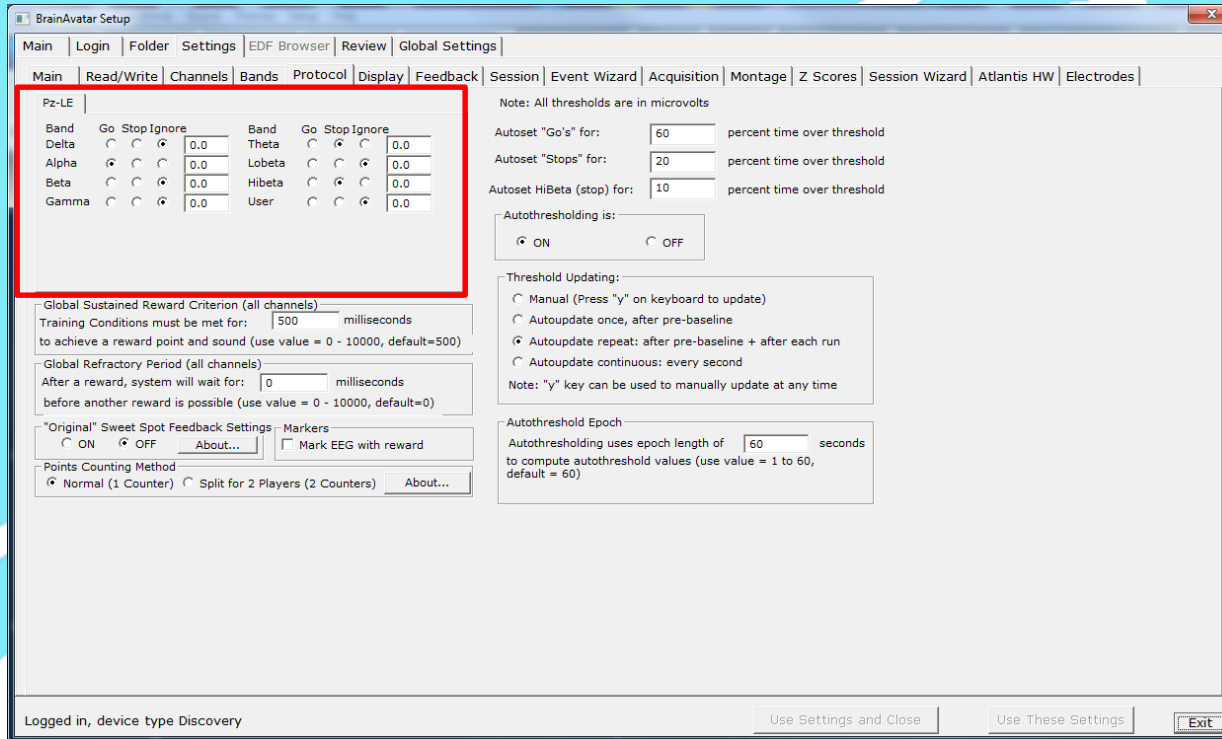 BrainAvatar Setup
Main Login Folder Settings EDF Browser Review Global Settings
Main Read/Write Channels Bands Protocol Display Feedback Session Event Wizard Acquisition Montage Z Scores Session Wizard Atlantis HW Electrodes
Pz-LE
Band Go Stop Ignore Band Go Stop Ignore
Delta 0.0 Theta 0.0
Alpha 0.0 Lobeta 0.0
Beta 0.0 Hibeta 0.0
Gamma 0.0 User 0.0
Global Sustained Reward Criterion (all channels)
Training Conditions must be met for: 500 milliseconds
to achieve a reward point and sound (use value = 0 - 10000, default=500)
Global Refractory Period (all channels)
After a reward, system will wait for: 0 milliseconds
before another reward is possible (use value = 0 - 10000, default=0)
"Original" Sweet Spot Feedback Settings Markers
ON OFF About... Mark EEG with reward
Points Counting Method
Normal (1 Counter) Split for 2 Players (2 Counters) About...
Note: All thresholds are in microvolts
Autoset "Go's" for: 60 percent time over threshold
Autoset "Stops" for: 20 percent time over threshold
Autoset HiBeta (stop) for: 10 percent time over threshold
Autothresholding is:
ON OFF
Threshold Updating:
Manual (Press "y" on keyboard to update)
Autoupdate once, after pre-baseline
Autoupdate repeat: after pre-baseline + after each run
Autoupdate continuous: every second
Note: "y" key can be used to manually update at any time
Autothreshold Epoch
Autothresholding uses epoch length of 60 seconds
to compute autothreshold values (use value = 1 to 60,
default = 60)
Logged in, device type Discovery Use Settings and Close Use These Settings Exit